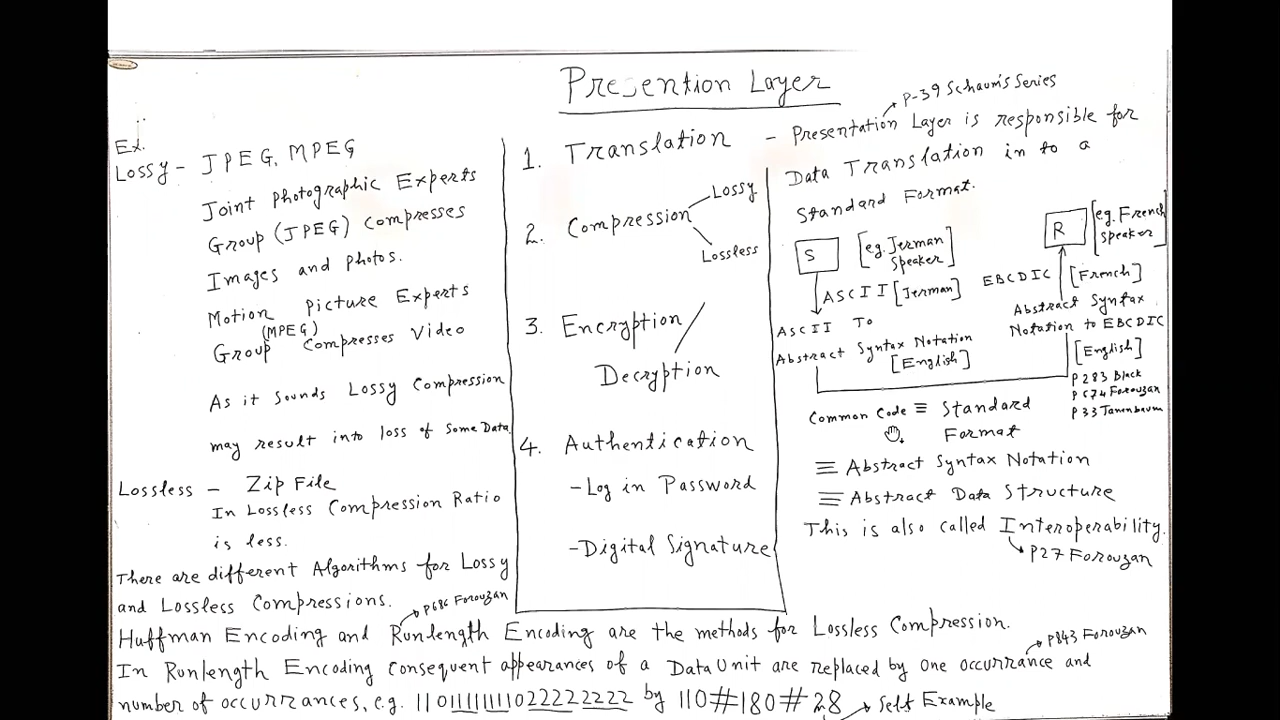 Presention Layer
P-39 Schaum's Series
Ex.
Lossy - JPEG, MPEG
Joint Photographic Experts
Group (JPEG) compresses
Images and photos.
Motion Picture Experts
(MPEG)
Group compresses Video
As it sounds Lossy Compression
may result into loss of some Data
Lossless - Zip File
In Lossless Compression Ratio
is less.
There are different Algorithms for Lossy
and Lossless Compressions.
P686 Forouzan
1. Translation
2. Compression
Lossy
Lossless
3. Encryption/
Decryption
4. Authentication
- Log in Password
- Digital Signature
- Presentation Layer is responsible for
Data Translation in to a
Standard Format.
S [eg. Jerman
Speaker]
R [eg. French
Speaker]
ASCII [Jerman]
EBCDIC [French]
ASCII To
Abstract Syntax Notation
[English]
Abstract Syntax
Notation to EBCDIC
[English]
P283 Black
P674 Forouzan
P33 Tanenbaum
Common Code ≡ Standard
Format
≡ Abstract Syntax Notation
≡ Abstract Data Structure
This is also called Interoperability.
P27 Forouzan
Huffman Encoding and Runlength Encoding are the methods for Lossless Compression.
P843 Forouzan
In Runlength Encoding consequent appearances of a Data Unit are replaced by one occurrance and
number of occurrances, e.g. 11011111111022222222 by 110#180#28
Self Example